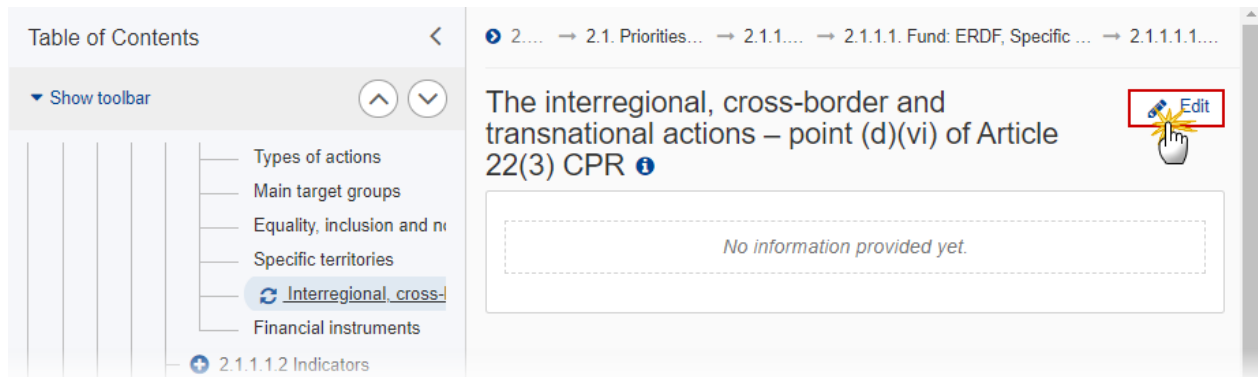 Table of Contents
Show toolbar
Types of actions
Main target groups
Equality, inclusion and
Specific territories
Interregional, cross-
Financial instruments
2.1.1.1.2 Indicators
2.... → 2.1. Priorities... → 2.1.1.... → 2.1.1.1. Fund: ERDF, Specific ... → 2.1.1.1.1....
The interregional, cross-border and
transnational actions – point (d)(vi) of Article
22(3) CPR
Edit
No information provided yet.